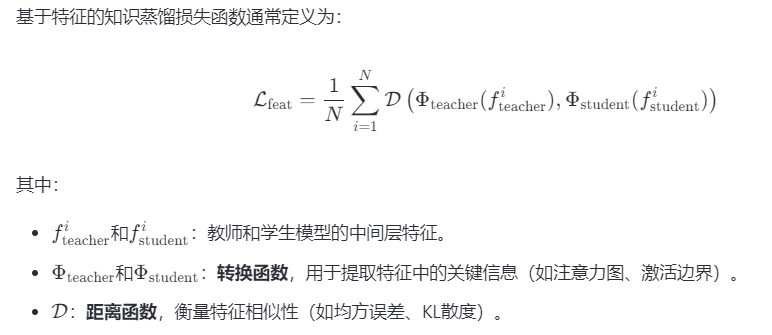 基于特征的知识蒸馏损失函数通常定义为：
$\mathcal{L}_{\text{feat}} = \frac{1}{N} \sum_{i=1}^{N} \mathcal{D}\left(\Phi_{\text{teacher}}(f^{i}_{\text{teacher}}), \Phi_{\text{student}}(f^{i}_{\text{student}})\right)$
其中：
• $f^{i}_{\text{teacher}}$和$f^{i}_{\text{student}}$：教师和学生模型的中间层特征。
• $\Phi_{\text{teacher}}$和$\Phi_{\text{student}}$：转换函数，用于提取特征中的关键信息（如注意力图、激活边界）。
• $\mathcal{D}$：距离函数，衡量特征相似性（如均方误差、KL散度）。